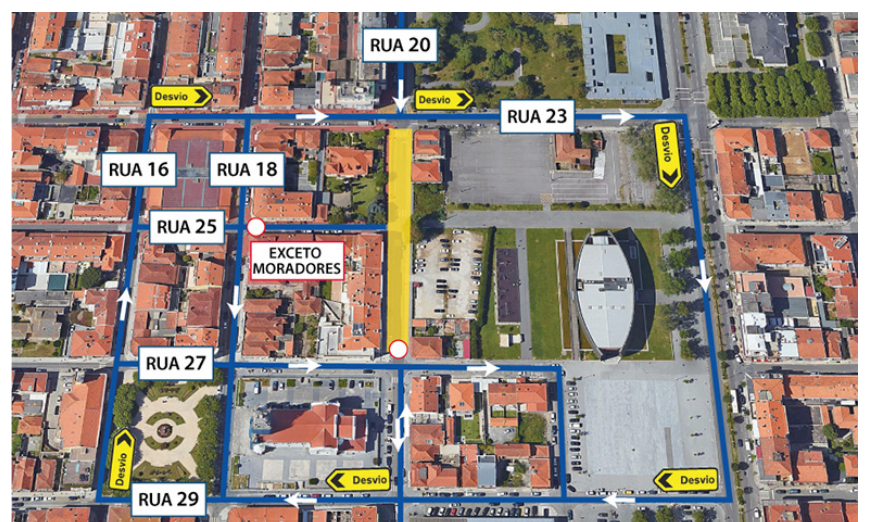 RUA 20
Desvio
Desvio
RUA 23
Desvio
RUA 16
RUA 18
RUA 25
EXCETO
MORADORES
RUA 27
Desvio
Desvio
Desvio
RUA 29